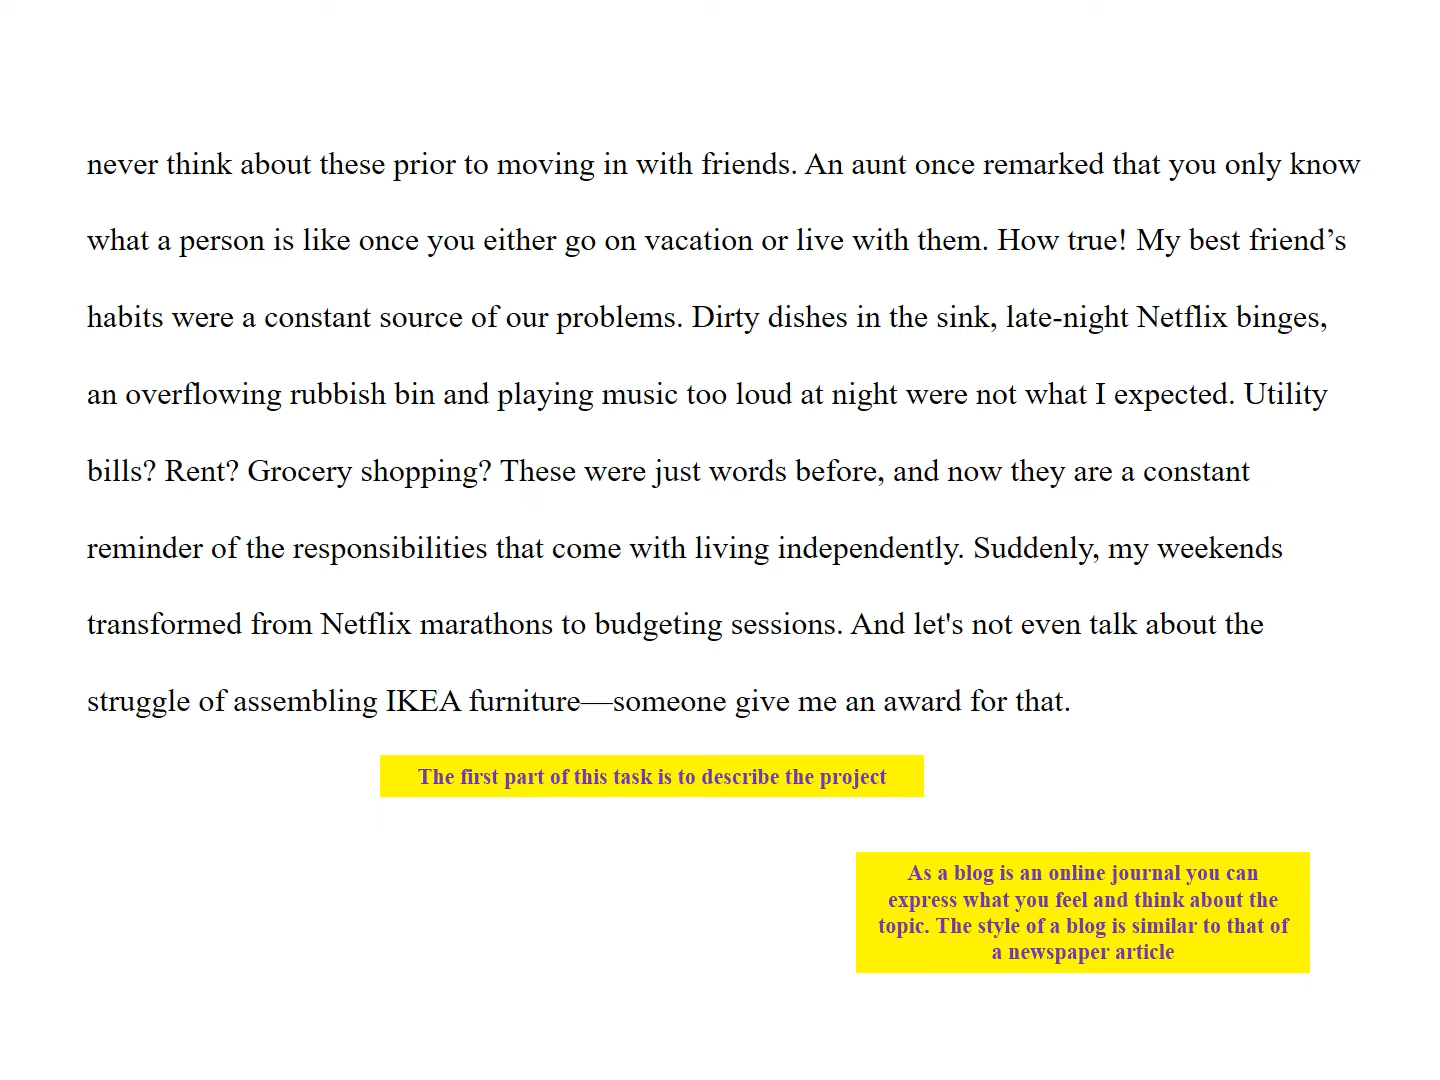 never think about these prior to moving in with friends. An aunt once remarked that you only know
what a person is like once you either go on vacation or live with them. How true! My best friend’s
habits were a constant source of our problems. Dirty dishes in the sink, late-night Netflix binges,
an overflowing rubbish bin and playing music too loud at night were not what I expected. Utility
bills? Rent? Grocery shopping? These were just words before, and now they are a constant
reminder of the responsibilities that come with living independently. Suddenly, my weekends
transformed from Netflix marathons to budgeting sessions. And let's not even talk about the
struggle of assembling IKEA furniture—someone give me an award for that.
The first part of this task is to describe the project
As a blog is an online journal you can
express what you feel and think about the
topic. The style of a blog is similar to that of
a newspaper article